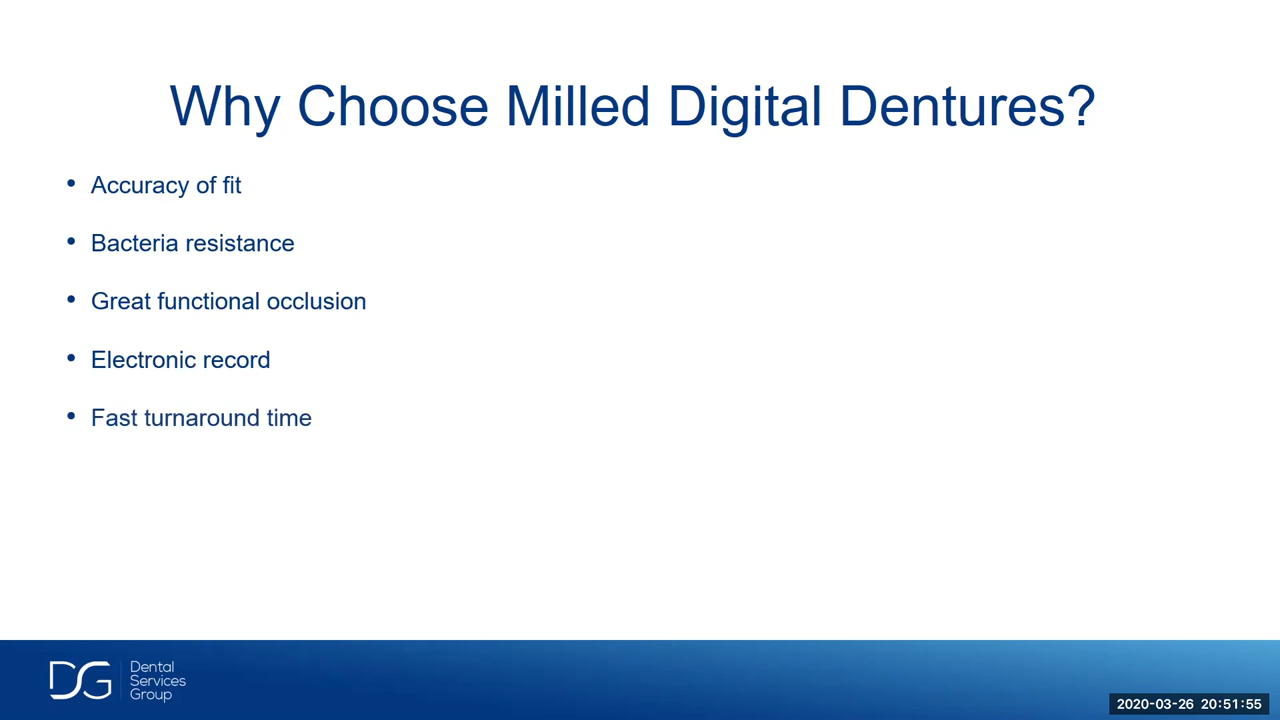 Why Choose Milled Digital Dentures?
• Accuracy of fit
• Bacteria resistance
• Great functional occlusion
• Electronic record
• Fast turnaround time
DSG
Dental
Services
Group
2020-03-26 20:51:55